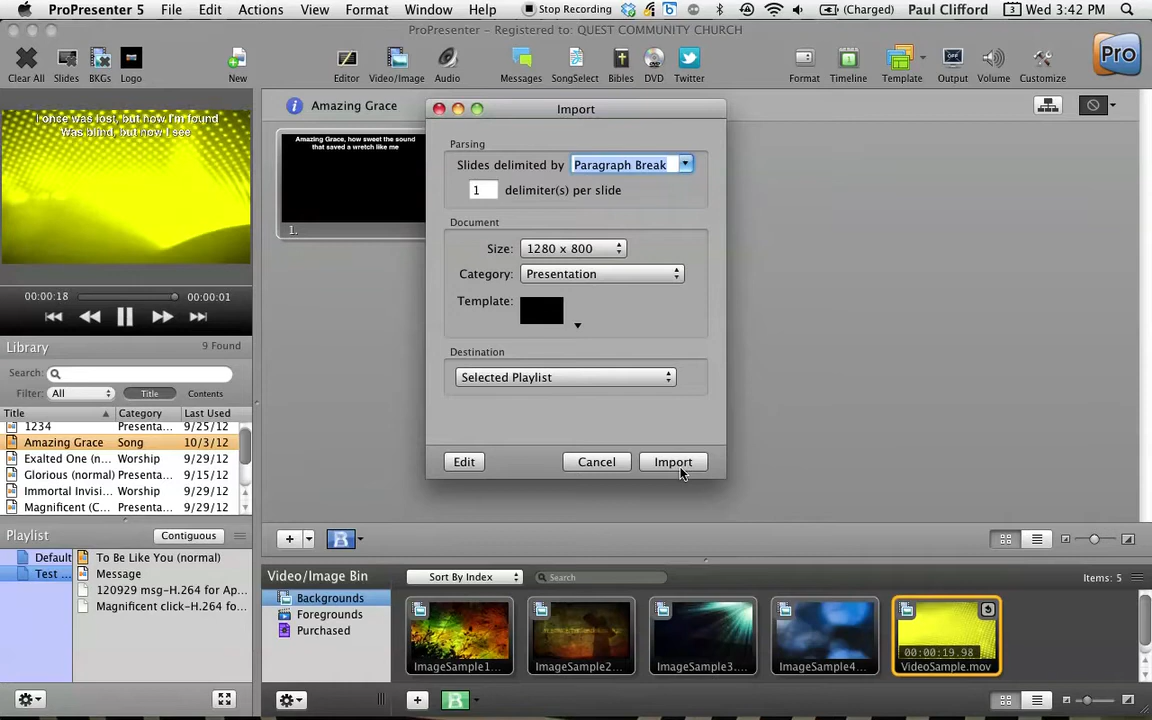 ProPresenter 5 File Edit Actions View Format Window Help Stop Recording (Charged) Paul Clifford 3 Wed 3:42 PM
ProPresenter - Registered to: QUEST COMMUNITY CHURCH
Clear All Slides BKGs Logo New Editor Video/Image Audio Messages SongSelect Bibles DVD Twitter Format Timeline Template Output Volume Customize
Pro
I once was lost, but now I'm found
Was blind, but now I see
00:00:18 00:00:01
Library 9 Found
Search:
Filter: All Title Contents
Title Category Last Used
1234 Presenta... 9/25/12
Amazing Grace Song 10/3/12
Exalted One (n... Worship 9/29/12
Glorious (normal) Presenta... 9/15/12
Immortal Invisi... Worship 9/29/12
Magnificent (C... Presenta... 9/29/12
Playlist Contiguous
Default
Test ...
To Be Like You (normal)
Message
120929 msg-H.264 for Ap...
Magnificent click-H.264 fo...
Amazing Grace
Amazing Grace, how sweet the sound
that saved a wretch like me
1.
Import
Parsing
Slides delimited by Paragraph Break
1 delimiter(s) per slide
Document
Size: 1280 x 800
Category: Presentation
Template:
Destination
Selected Playlist
Edit Cancel Import
Video/Image Bin Sort By Index Search Items: 5
Backgrounds
Foregrounds
Purchased
ImageSample1... ImageSample2... ImageSample3.... ImageSample4... 00:00:19.98
VideoSample.mov